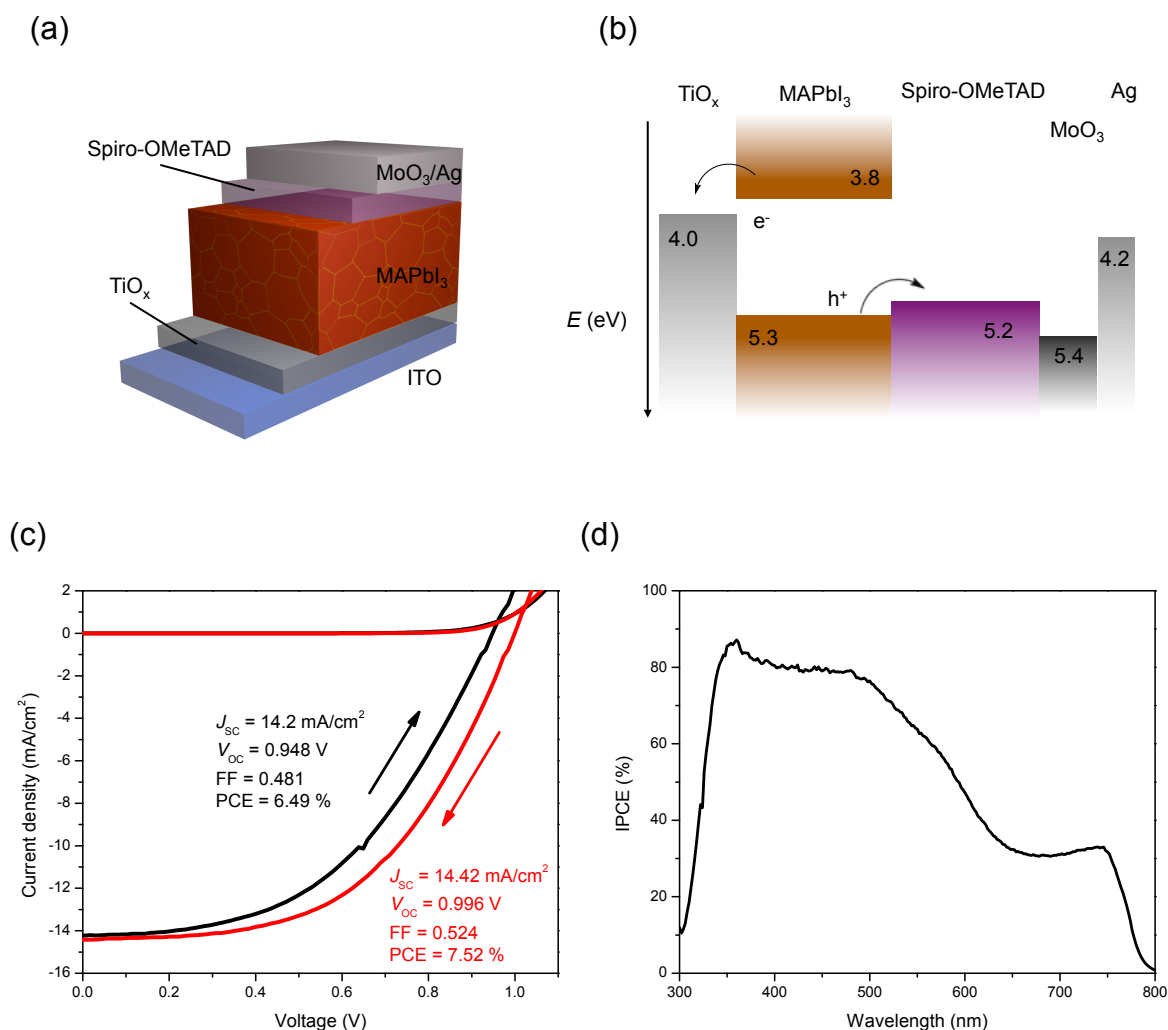 (a)
Spiro-OMeTAD
MoO₃/Ag
MAPbI₃
TiOₓ
ITO
(b)
TiOₓ MAPbI₃ Spiro-OMeTAD Ag
MoO₃
3.8
e⁻
4.0
4.2
h⁺
E (eV)
5.3
5.2
5.4
(c)
2
0
-2
-4
-6
-8
-10
-12
-14
-16
Current density (mA/cm²)
J_SC = 14.2 mA/cm²
V_OC = 0.948 V
FF = 0.481
PCE = 6.49 %
J_SC = 14.42 mA/cm²
V_OC = 0.996 V
FF = 0.524
PCE = 7.52 %
0.0 0.2 0.4 0.6 0.8 1.0
Voltage (V)
(d)
100
80
60
40
20
0
IPCE (%)
300 400 500 600 700 800
Wavelength (nm)